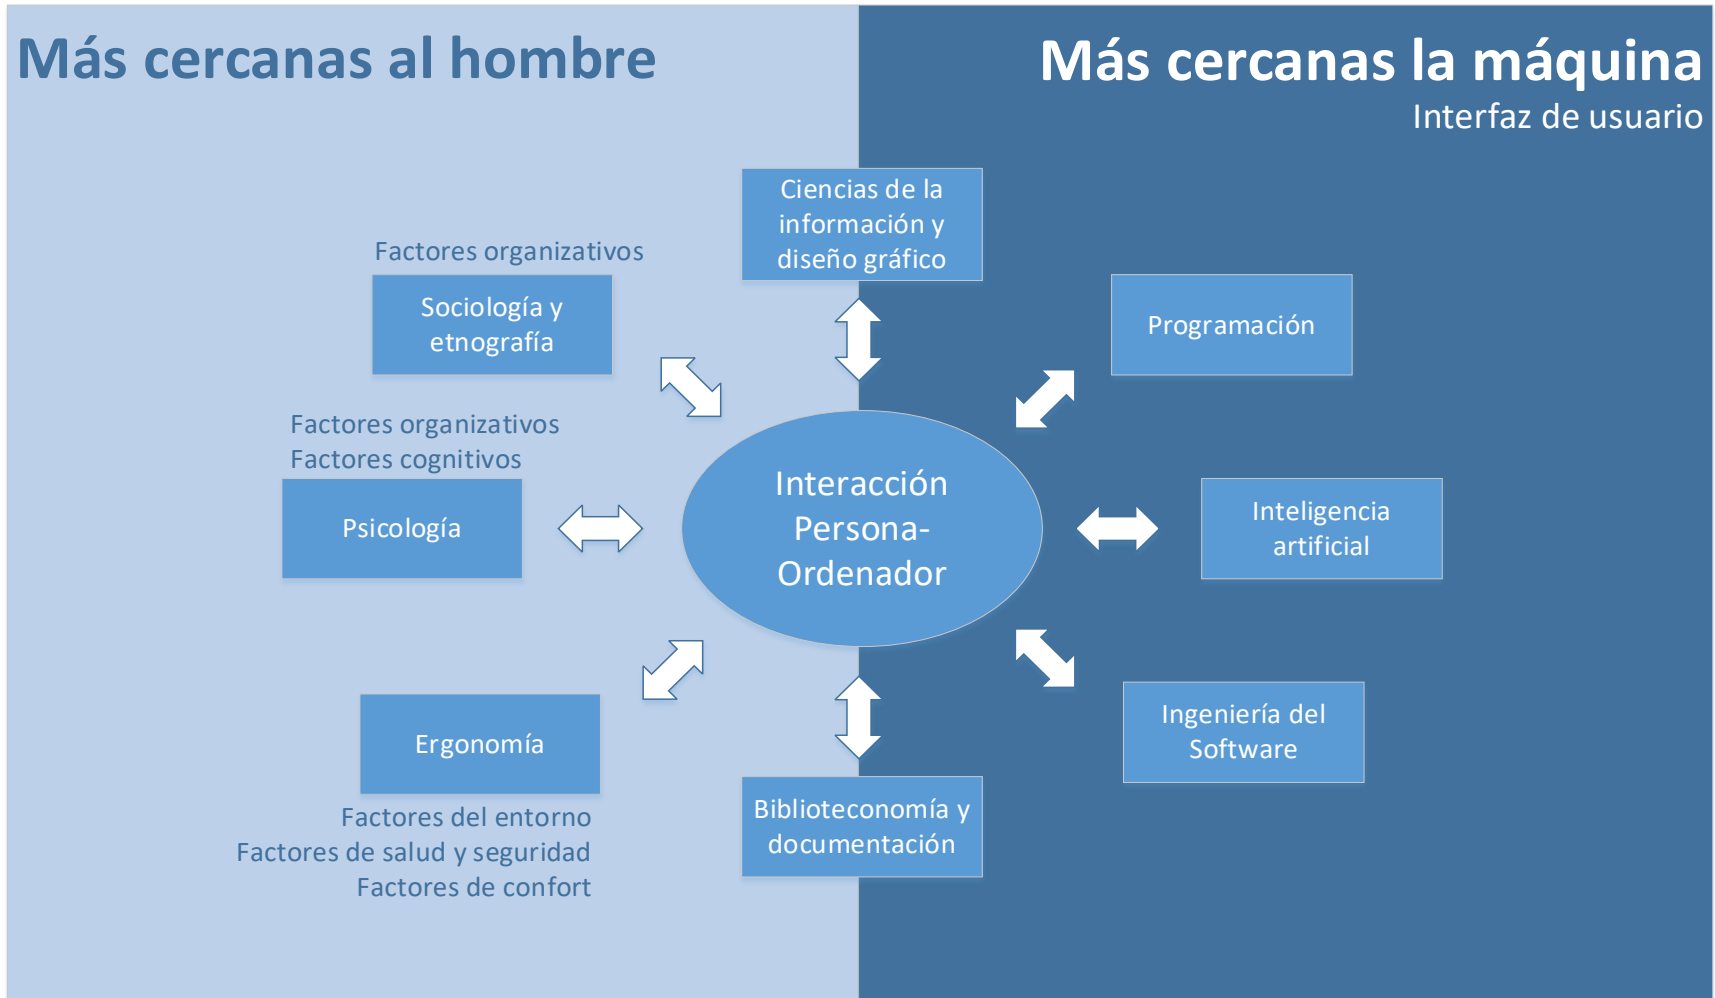 Más cercanas al hombre
Más cercanas la máquina
Interfaz de usuario
Ciencias de la
información y
diseño gráfico
Factores organizativos
Sociología y
etnografía
Programación
Factores organizativos
Factores cognitivos
Psicología
Interacción
Persona-
Ordenador
Inteligencia
artificial
Ergonomía
Factores del entorno
Factores de salud y seguridad
Factores de confort
Ingeniería del
Software
Biblioteconomía y
documentación